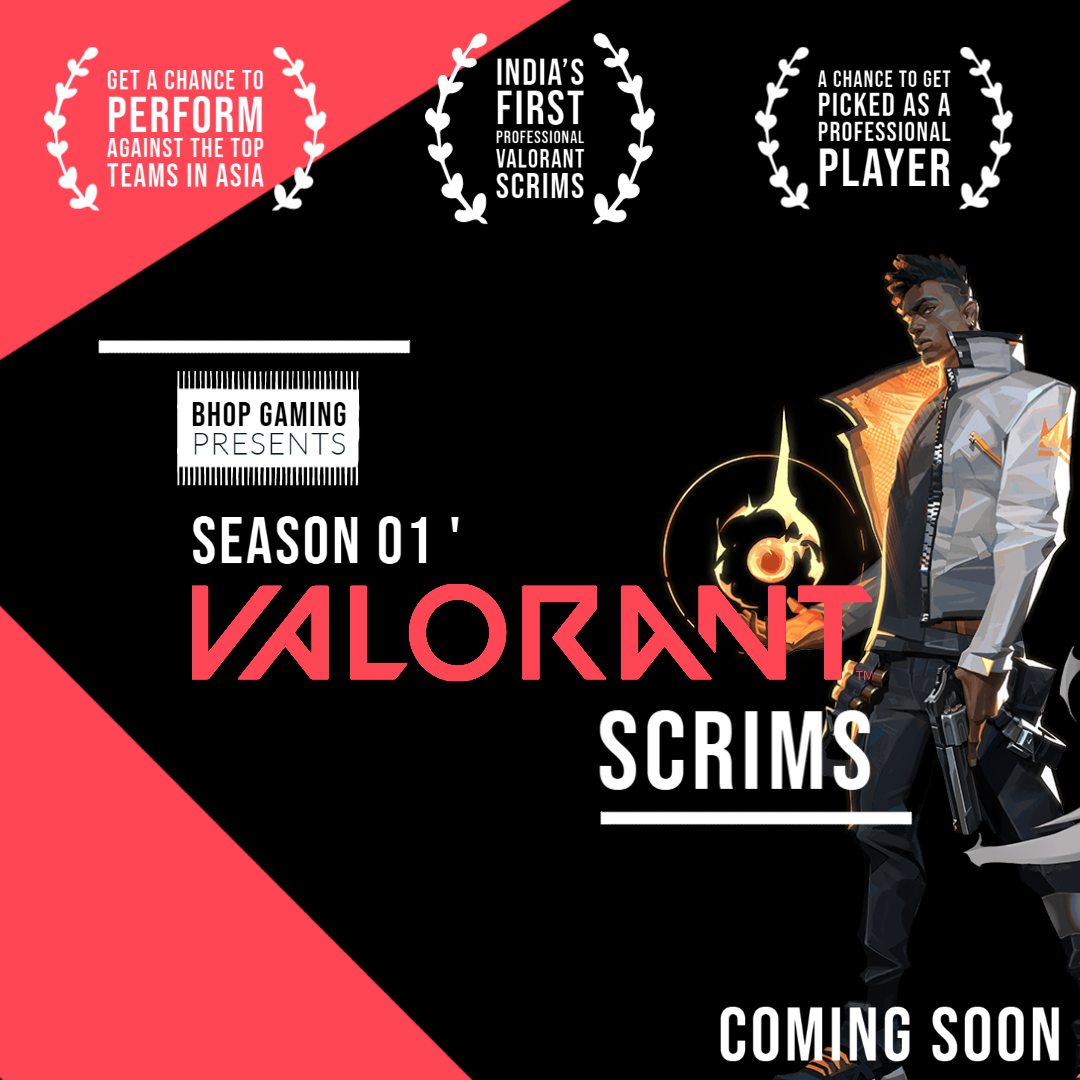 GET A CHANCE TO
PERFORM
AGAINST THE TOP
TEAMS IN ASIA
INDIA'S
FIRST
PROFESSIONAL
VALORANT
SCRIMS
A CHANCE TO GET
PICKED AS A
PROFESSIONAL
PLAYER
BHOP GAMING
PRESENTS
SEASON 01 '
VALORANT
TM
SCRIMS
COMING SOON